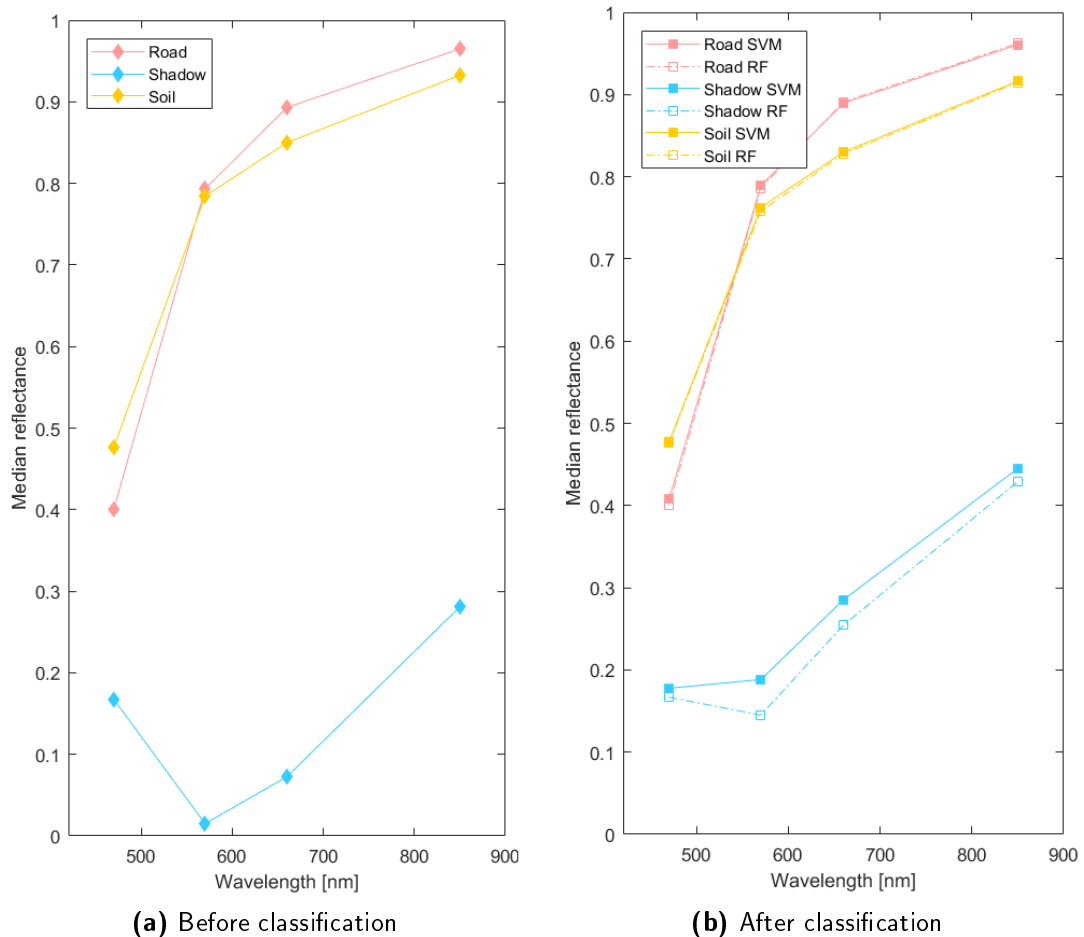 1
0.9
0.8
0.7
0.6
0.5
0.4
0.3
0.2
0.1
0
Median reflectance
Road
Shadow
Soil
500 600 700 800 900
Wavelength [nm]
(a) Before classification
1
0.9
0.8
0.7
0.6
0.5
0.4
0.3
0.2
0.1
0
Median reflectance
Road SVM
Road RF
Shadow SVM
Shadow RF
Soil SVM
Soil RF
500 600 700 800 900
Wavelength [nm]
(b) After classification